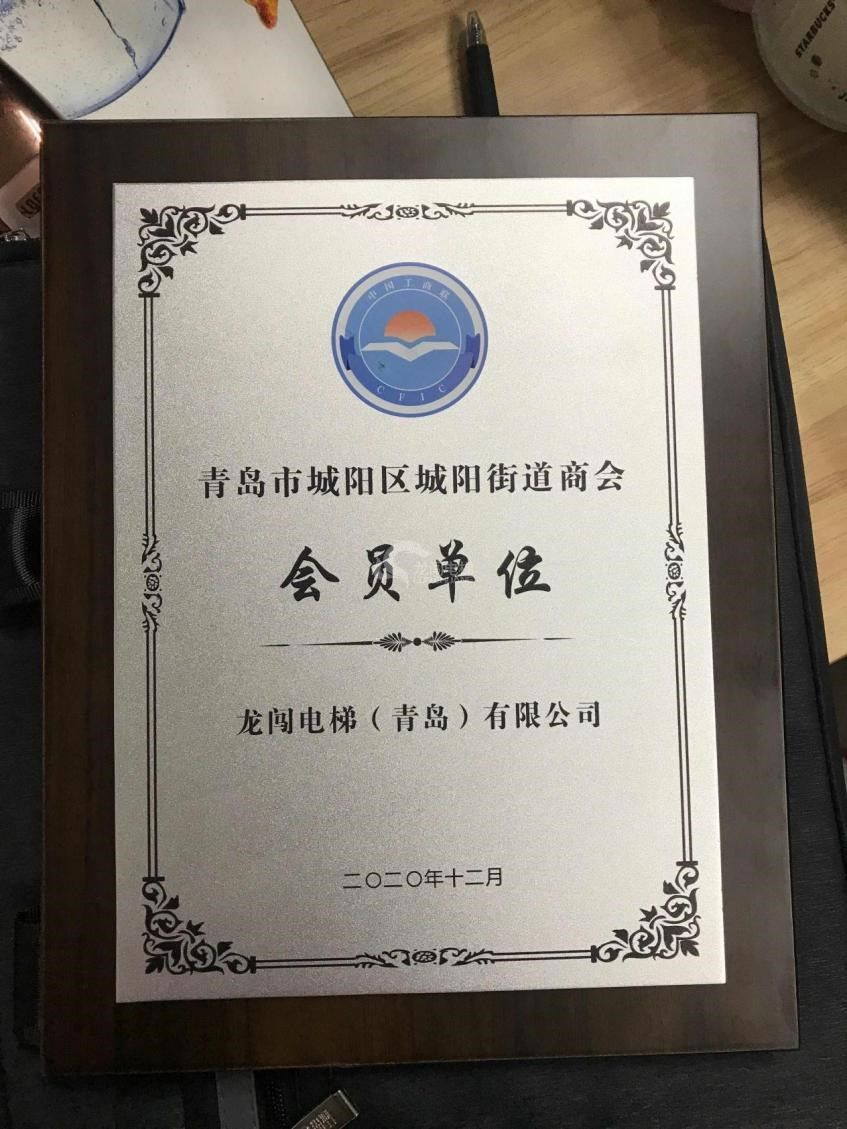 STARBUCKS
中国工商联
CFIC
青岛市城阳区城阳街道商会
会员单位
龙闯电梯（青岛）有限公司
二〇二〇年十二月